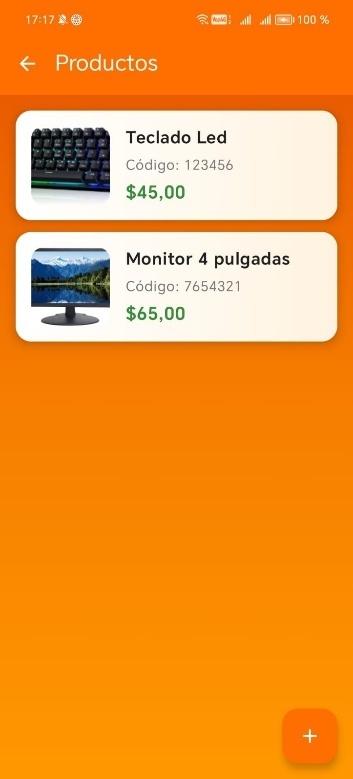 17:17 100 %
Productos
Teclado Led
Código: 123456
$45,00
Monitor 4 pulgadas
Código: 7654321
$65,00
+